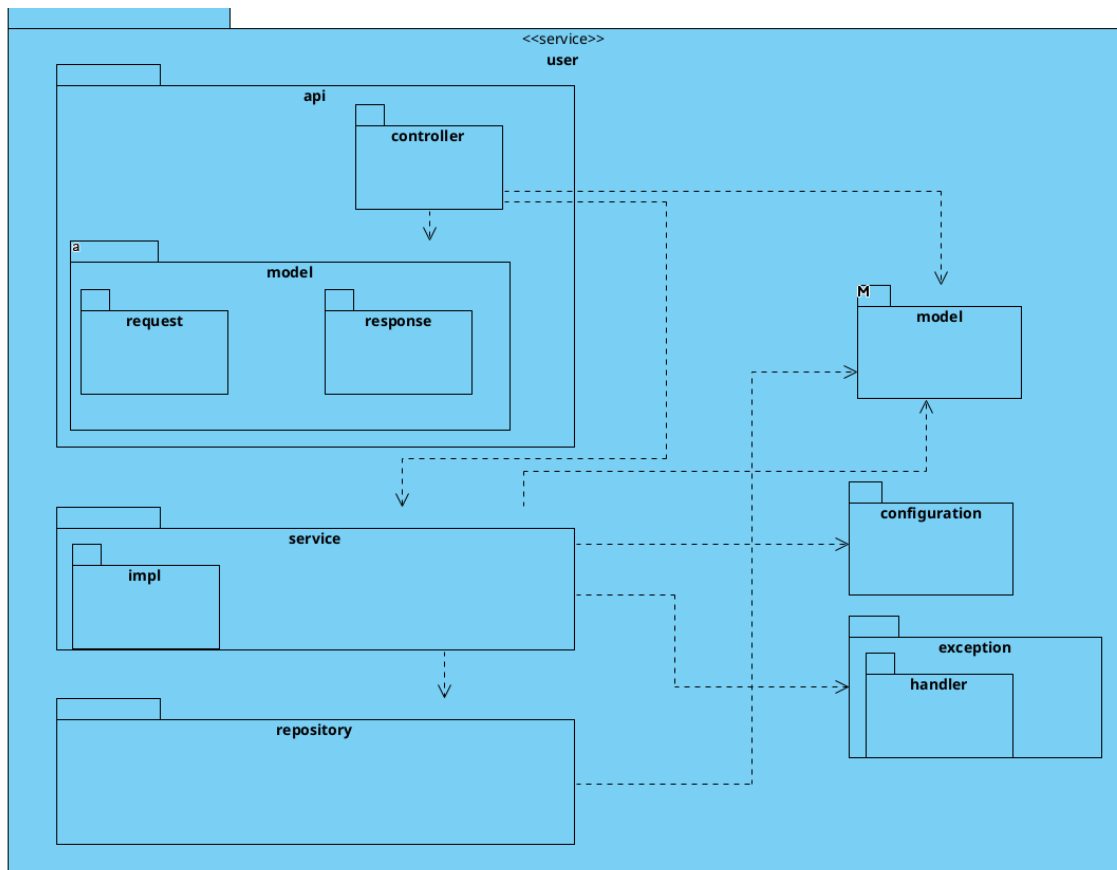 <<service>>
user
api
controller
a
model
request
response
M
model
configuration
service
impl
exception
handler
repository